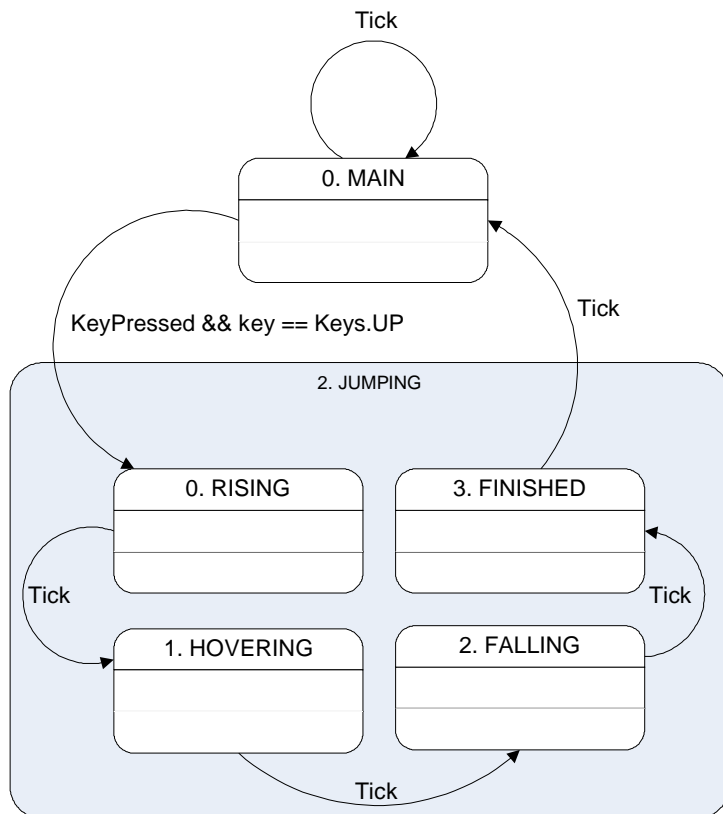 Tick
0. MAIN
KeyPressed && key == Keys.UP
Tick
2. JUMPING
0. RISING
3. FINISHED
Tick
Tick
1. HOVERING
2. FALLING
Tick